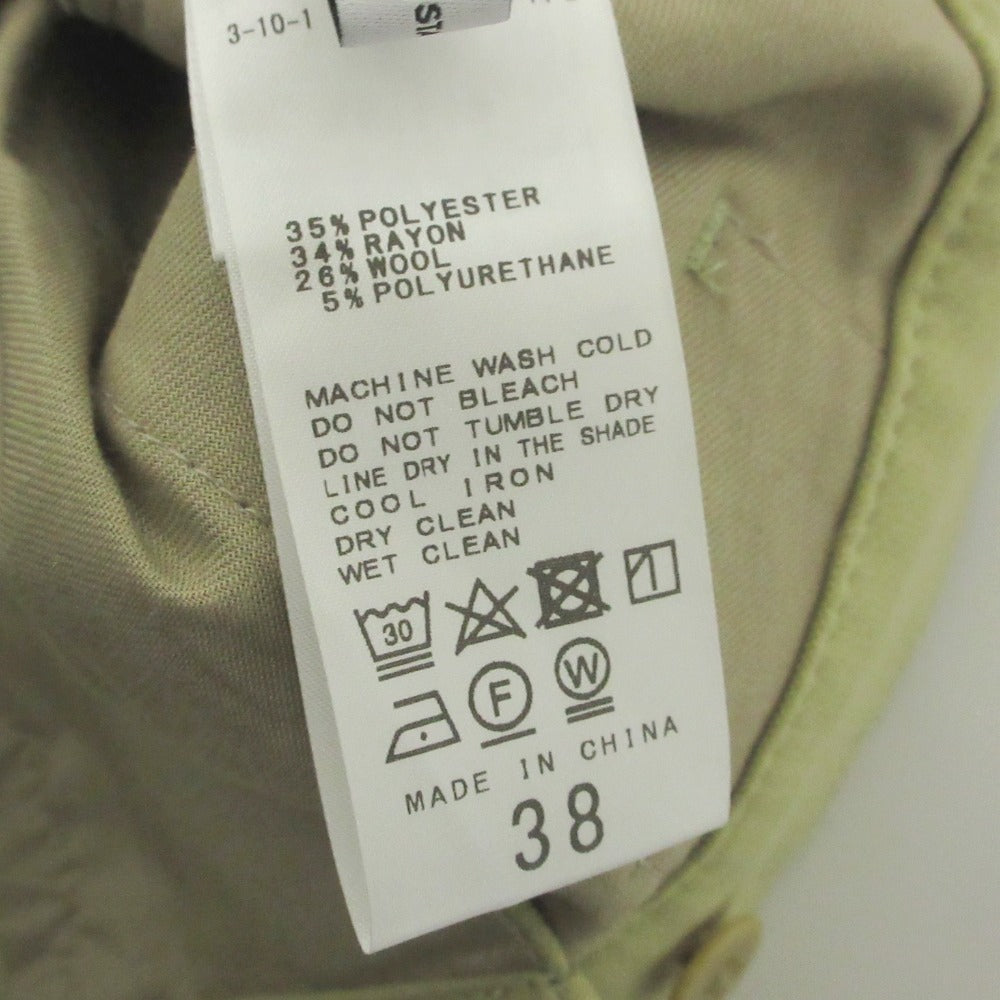 3-10-1
35% POLYESTER
34% RAYON
26% WOOL
5% POLYURETHANE
MACHINE WASH COLD
DO NOT BLEACH
DO NOT TUMBLE DRY
LINE DRY IN THE SHADE
COOL IRON
DRY CLEAN
WET CLEAN
30
F W
MADE IN CHINA
38